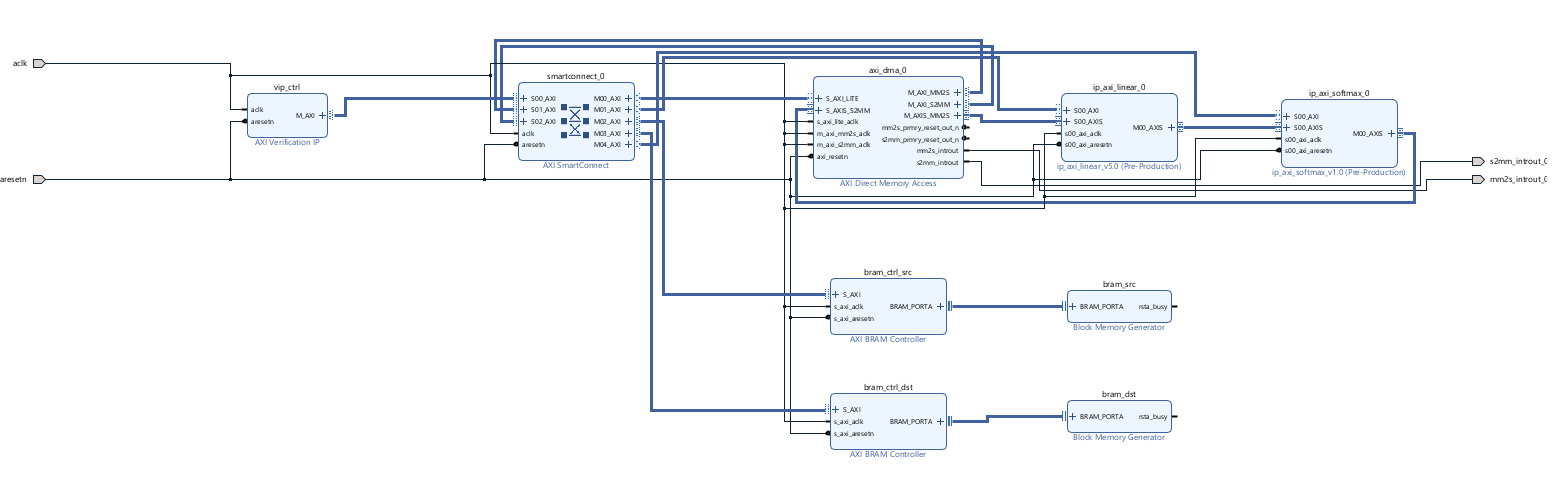 aclk
aresetn
vip_ctrl
aclk
aresetn
M_AXI
AXI Verification IP
smartconnect_0
S00_AXI
S01_AXI
S02_AXI
aclk
aresetn
M00_AXI
M01_AXI
M02_AXI
M03_AXI
M04_AXI
AXI SmartConnect
axi_dma_0
S_AXI_LITE
S_AXIS_S2MM
s_axi_lite_aclk
m_axi_mm2s_aclk
m_axi_s2mm_aclk
axi_resetn
M_AXI_MM2S
M_AXI_S2MM
M_AXIS_MM2S
mm2s_prmry_reset_out_n
s2mm_prmry_reset_out_n
mm2s_introut
s2mm_introut
AXI Direct Memory Access
ip_axi_linear_0
S00_AXI
S00_AXIS
s00_axi_aclk
s00_axi_aresetn
M00_AXIS
ip_axi_linear_v5.0 (Pre-Production)
ip_axi_softmax_0
S00_AXI
S00_AXIS
s00_axi_aclk
s00_axi_aresetn
M00_AXIS
ip_axi_softmax_v1.0 (Pre-Production)
s2mm_introut_0
mm2s_introut_0
bram_ctrl_src
S_AXI
s_axi_aclk
s_axi_aresetn
BRAM_PORTA
AXI BRAM Controller
bram_src
BRAM_PORTA rsta_busy
Block Memory Generator
bram_ctrl_dst
S_AXI
s_axi_aclk
s_axi_aresetn
BRAM_PORTA
AXI BRAM Controller
bram_dst
BRAM_PORTA rsta_busy
Block Memory Generator